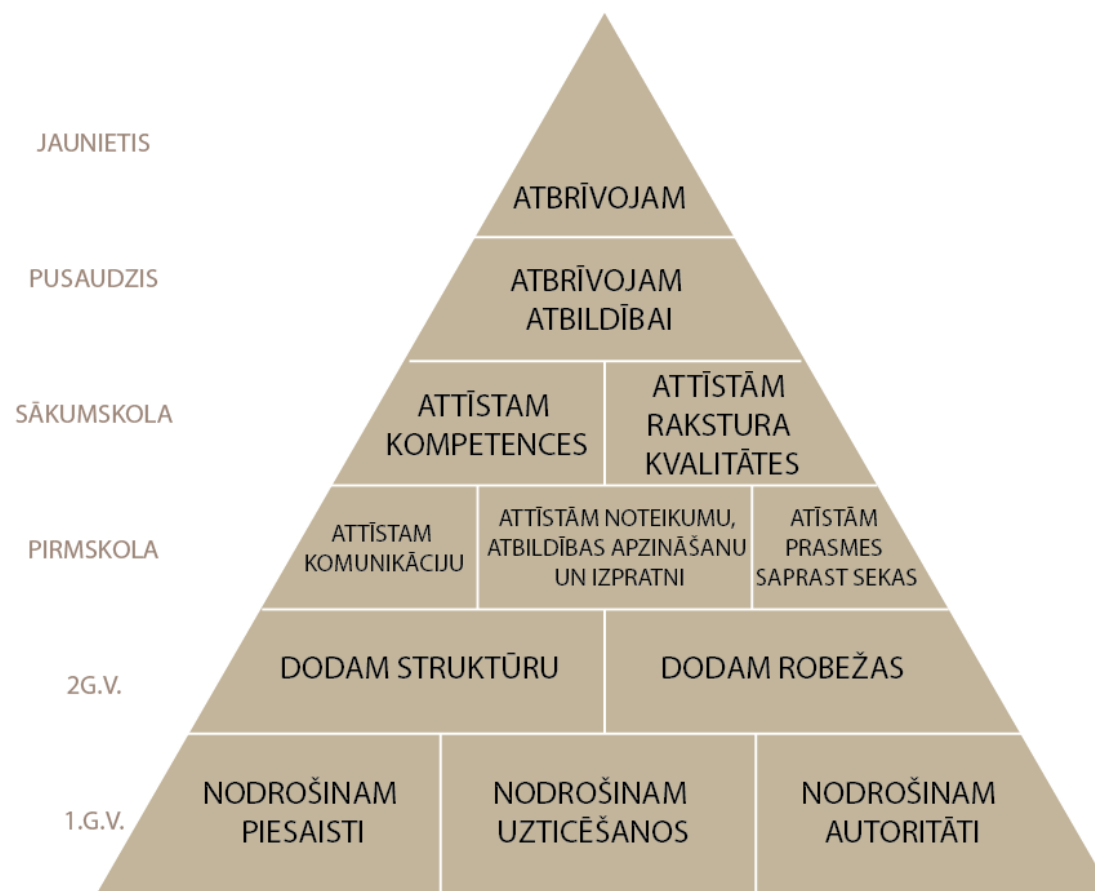 JAUNIETIS
ATBRĪVOJAM
PUSAUDZIS
ATBRĪVOJAM
ATBILDĪBAI
SĀKUMSKOLA
ATTĪSTAM
KOMPETENCES
ATTĪSTĀM
RAKSTURA
KVALITĀTES
PIRMSKOLA
ATTĪSTAM
KOMUNIKĀCIJU
ATTĪSTĀM NOTEIKUMU,
ATBILDĪBAS APZINĀŠANU
UN IZPRATNI
ATĪSTĀM
PRASMES
SAPRAST SEKAS
2G.V.
DODAM STRUKTŪRU
DODAM ROBEŽAS
1.G.V.
NODROŠINAM
PIESAISTI
NODROŠINAM
UZTICĒŠANOS
NODROŠINAM
AUTORITĀTI